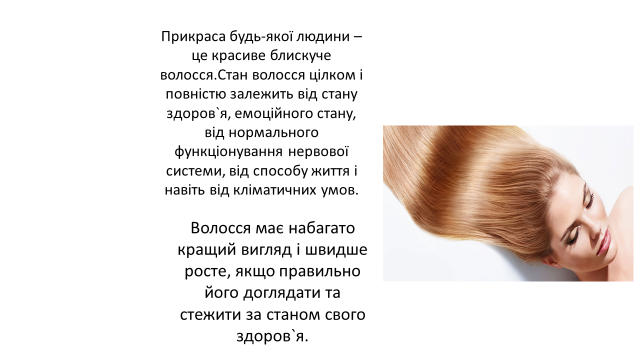 Прикраса будь-якої людини –
це красиве блискуче
волосся.Стан волосся цілком і
повністю залежить від стану
здоров`я, емоційного стану,
від нормального
функціонування нервової
системи, від способу життя і
навіть від кліматичних умов.
Волосся має набагато
кращий вигляд і швидше
росте, якщо правильно
його доглядати та
стежити за станом свого
здоров`я.